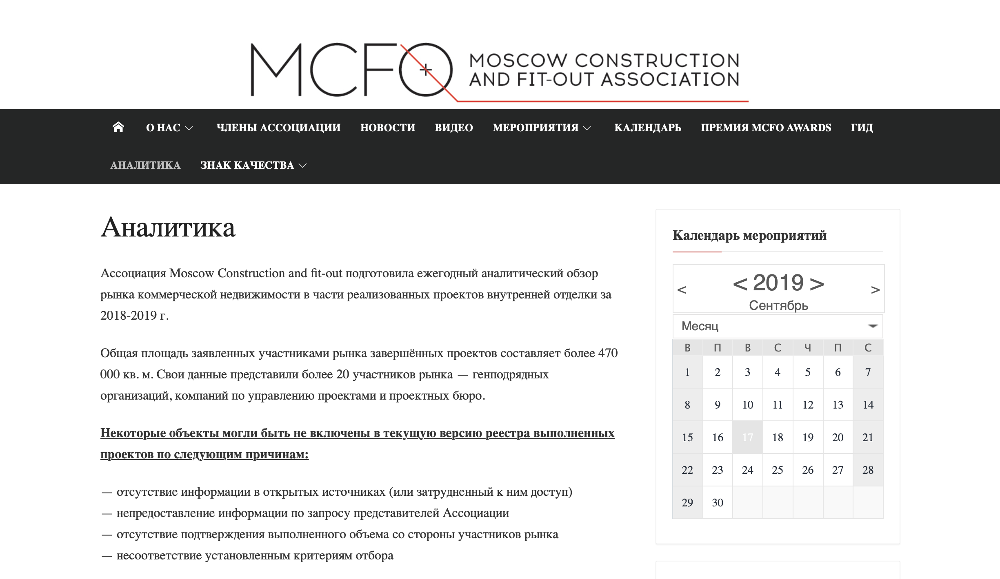 MCFO
MOSCOW CONSTRUCTION
AND FIT-OUT ASSOCIATION
О НАС ЧЛЕНЫ АССОЦИАЦИИ НОВОСТИ ВИДЕО МЕРОПРИЯТИЯ КАЛЕНДАРЬ ПРЕМИЯ MCFO AWARDS ГИД
АНАЛИТИКА ЗНАК КАЧЕСТВА
Аналитика
Ассоциация Moscow Construction and fit-out подготовила ежегодный аналитический обзор
рынка коммерческой недвижимости в части реализованных проектов внутренней отделки за
2018-2019 г.
Общая площадь заявленных участниками рынка завершённых проектов составляет более 470
000 кв. м. Свои данные представили более 20 участников рынка — генподрядных
организаций, компаний по управлению проектами и проектных бюро.
Некоторые объекты могли быть не включены в текущую версию реестра выполненных
проектов по следующим причинам:
— отсутствие информации в открытых источниках (или затрудненный к ним доступ)
— непредоставление информации по запросу представителей Ассоциации
— отсутствие подтверждения выполненного объема со стороны участников рынка
— несоответствие установленным критериям отбора
Календарь мероприятий
< < 2019 > >
Сентябрь
Месяц
В П В С Ч П С
1 2 3 4 5 6 7
8 9 10 11 12 13 14
15 16 17 18 19 20 21
22 23 24 25 26 27 28
29 30